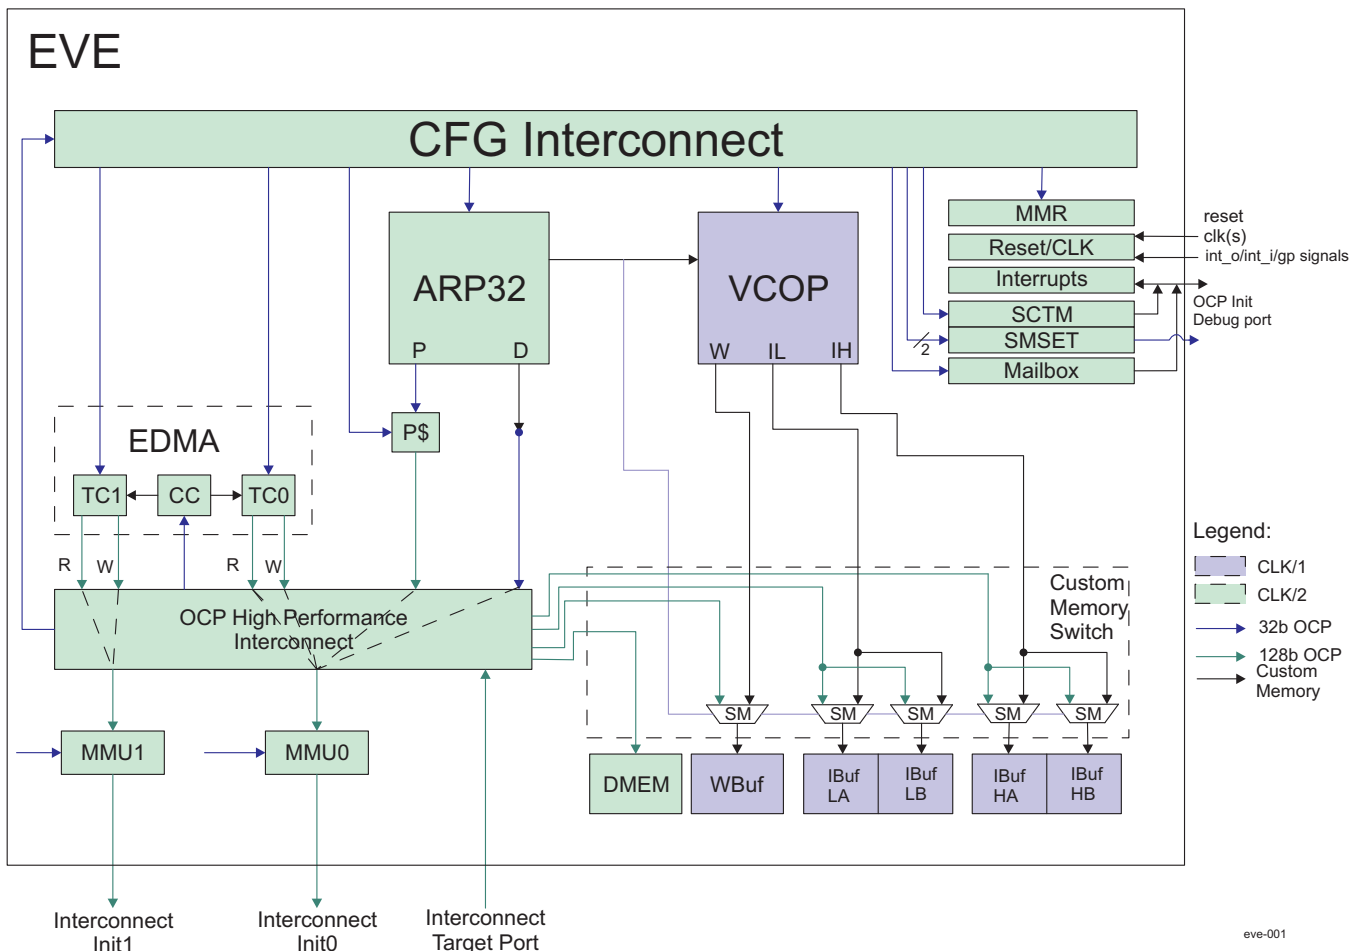 EVE
CFG Interconnect
ARP32
P
D
VCOP
W
IL
IH
MMR
Reset/CLK
Interrupts
SCTM
SMSET
Mailbox
2
reset
clk(s)
int_o/int_i/gp signals
OCP Init
Debug port
EDMA
TC1
CC
TC0
P$
R
W
R
W
OCP High Performance
Interconnect
Custom
Memory
Switch
SM
SM
SM
SM
SM
MMU1
MMU0
DMEM
WBuf
IBuf
LA
IBuf
LB
IBuf
HA
IBuf
HB
Legend:
CLK/1
CLK/2
32b OCP
128b OCP
Custom
Memory
Interconnect
Init1
Interconnect
Init0
Interconnect
Target Port
eve-001